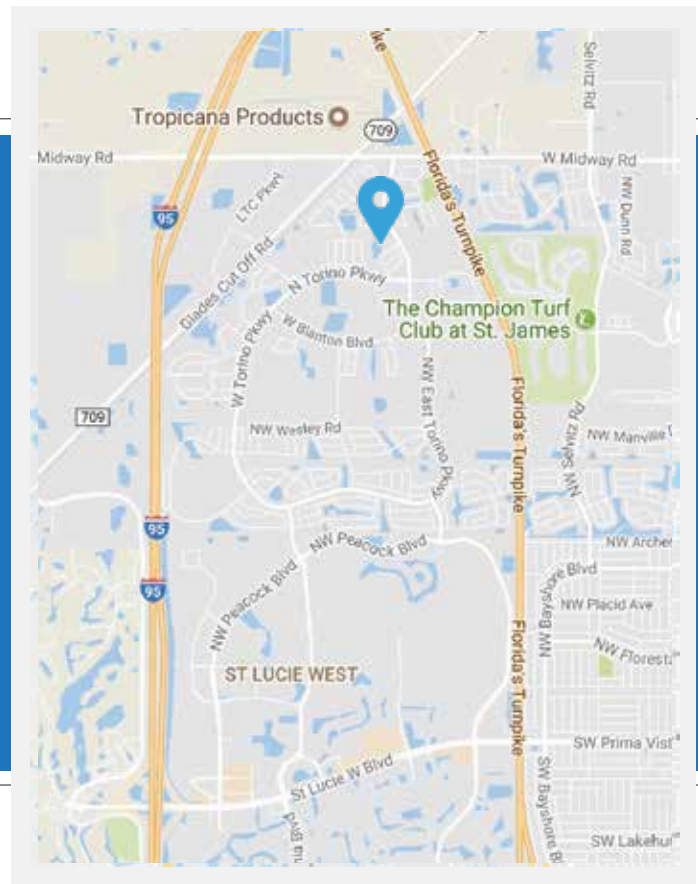 ke
Selvitz Rd
Tropicana Products
709
Midway Rd
W Midway Rd
Florida's Turnpike
LTC Pkwy
NW Dunn Rd
95
Glades Cut Off Rd
N Torino Pkwy
The Champion Turf
Club at St. James
W Blanton Blvd
W Torino Pkwy
NW East Torino Pkwy
Florida's Turnpike
709
NW Wesley Rd
NW Selvitz Rd
NW Manville
95
NW Peacock Blvd
NW Archer
95
NW Peacock Blvd
NW Bayshore Blvd
NW Placid Ave
Florida's Turnpike
NW Florest
ST LUCIE WEST
SW Prima Vist
St Lucie W Blvd
SW Bayshore B
SW Lakehur
Blvd